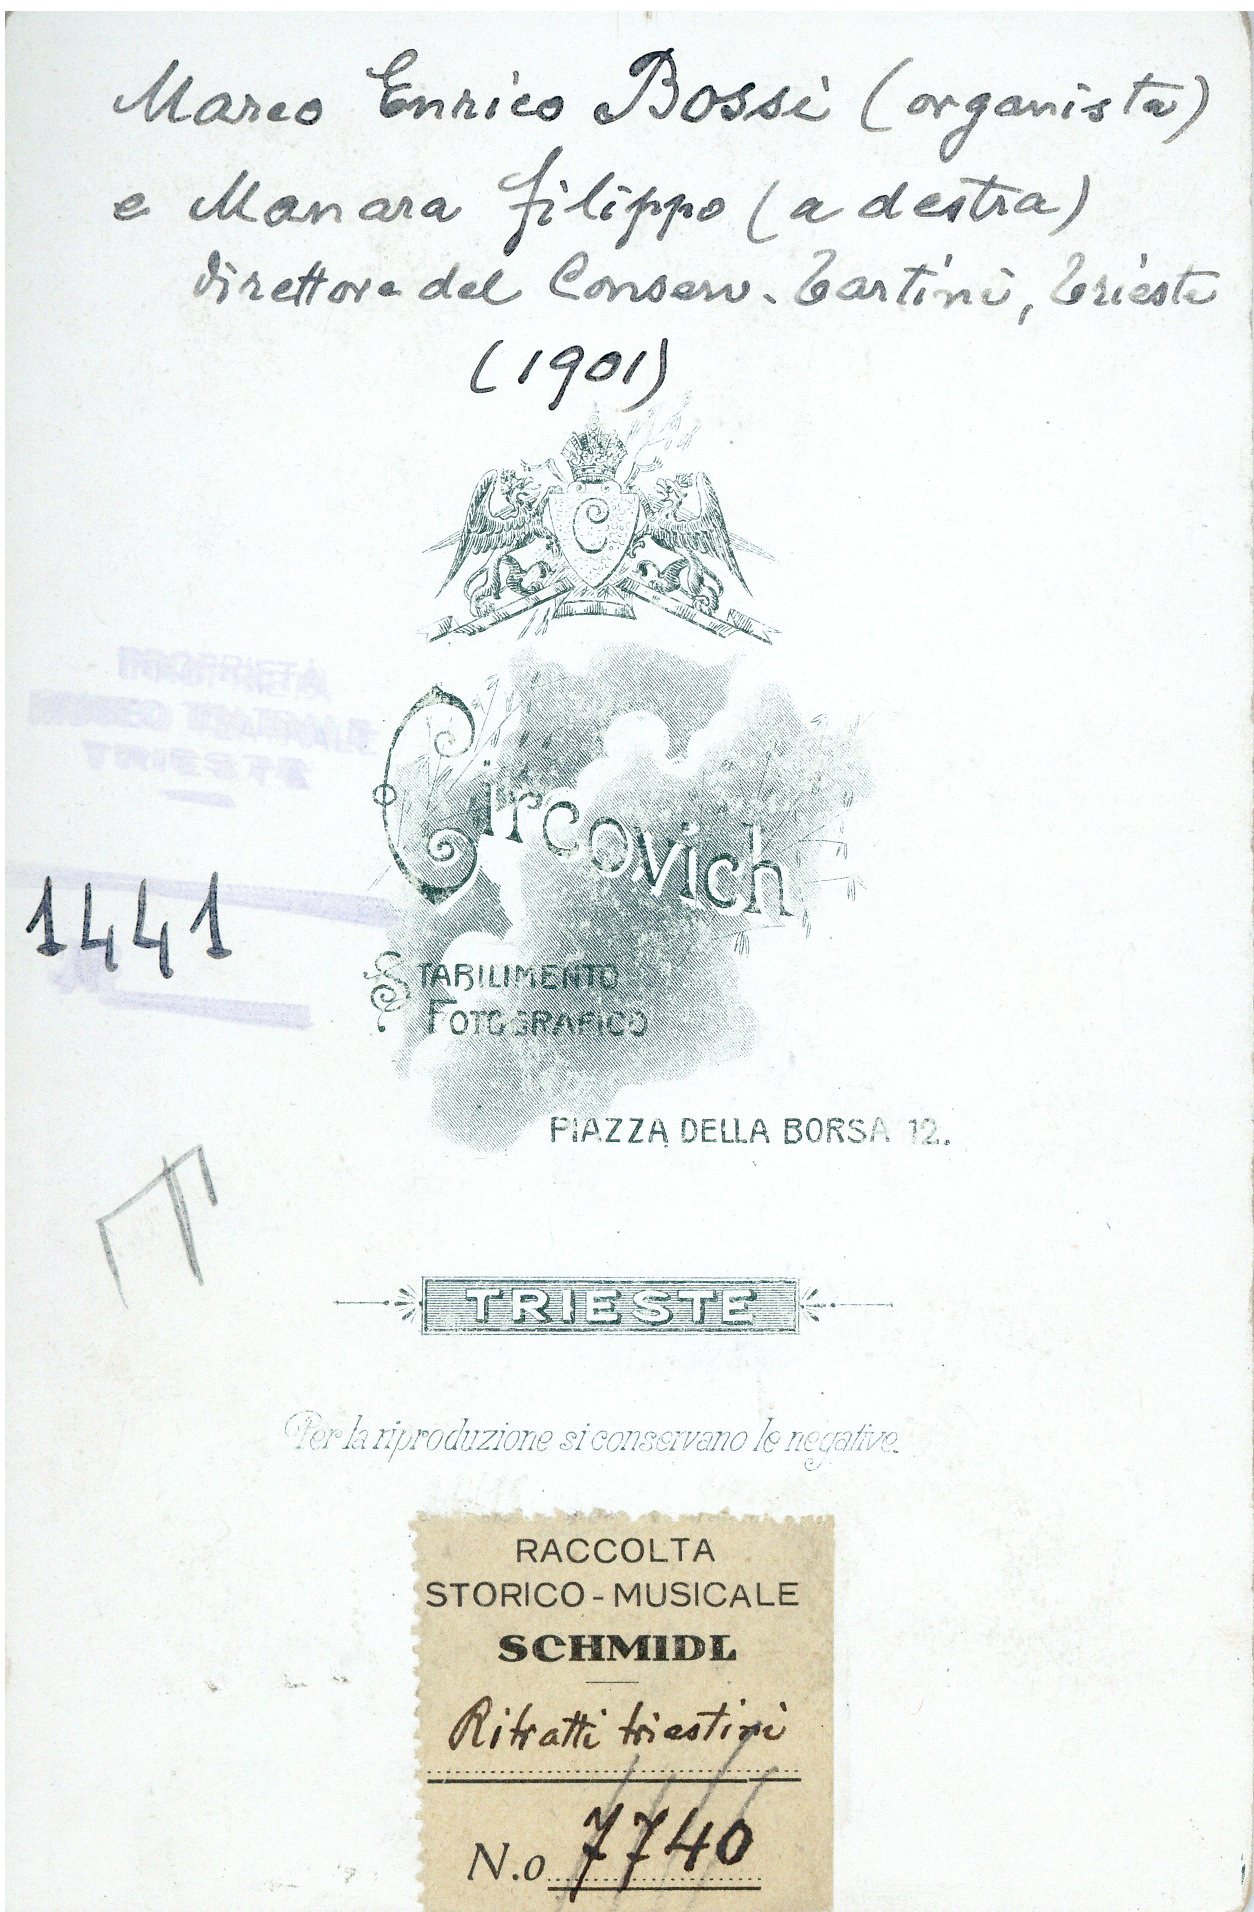 Marco Enrico Bossi (organista)
e Manara Filippo (a destra)
direttore del Conserv. Tartini, Trieste
(1901)
C
Circovich
1441
STABILIMENTO
FOTOGRAFICO
PIAZZA DELLA BORSA 12.
TRIESTE
Per la riproduzione si conservano le negative.
RACCOLTA
STORICO-MUSICALE
SCHMIDL
Ritratti triestini
N.o 7740